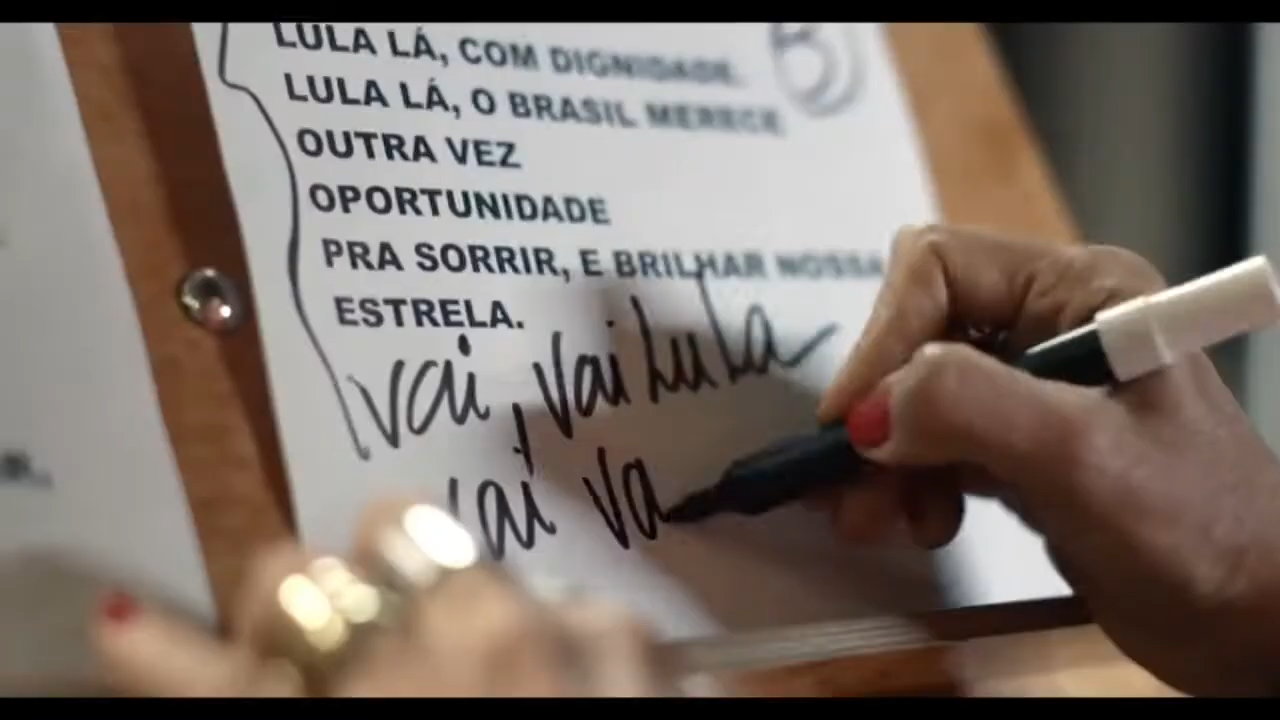 LULA LÁ, COM DIGNIDADE.
LULA LÁ, O BRASIL MERECE
OUTRA VEZ
OPORTUNIDADE
PRA SORRIR, E BRILHAR NOSSA
ESTRELA.
vai, vai Lula
vai va